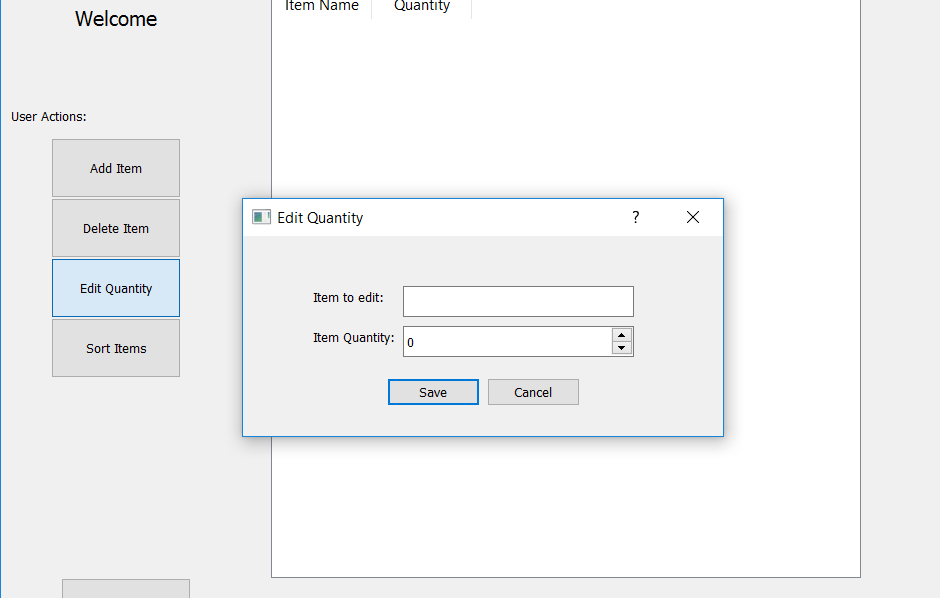 Welcome
Item Name Quantity
User Actions:
Add Item
Delete Item
Edit Quantity
Sort Items
Edit Quantity ?
Item to edit:
Item Quantity: 0
Save Cancel